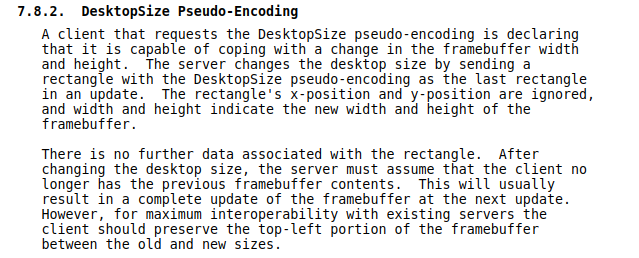 7.8.2.  DesktopSize Pseudo-Encoding
A client that requests the DesktopSize pseudo-encoding is declaring
that it is capable of coping with a change in the framebuffer width
and height.  The server changes the desktop size by sending a
rectangle with the DesktopSize pseudo-encoding as the last rectangle
in an update.  The rectangle's x-position and y-position are ignored,
and width and height indicate the new width and height of the
framebuffer.
There is no further data associated with the rectangle.  After
changing the desktop size, the server must assume that the client no
longer has the previous framebuffer contents.  This will usually
result in a complete update of the framebuffer at the next update.
However, for maximum interoperability with existing servers the
client should preserve the top-left portion of the framebuffer
between the old and new sizes.